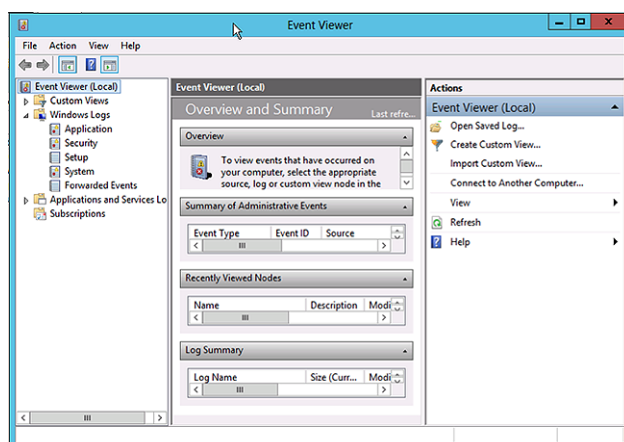 Event Viewer
File Action View Help
Event Viewer (Local)
Custom Views
Windows Logs
Application
Security
Setup
System
Forwarded Events
Applications and Services Lo
Subscriptions
Event Viewer (Local)
Overview and Summary Last refre...
Overview
To view events that have occurred on
your computer, select the appropriate
source, log or custom view node in the
Summary of Administrative Events
Event Type Event ID Source
Recently Viewed Nodes
Name Description Modi
Log Summary
Log Name Size (Curr... Modi
Actions
Event Viewer (Local)
Open Saved Log...
Create Custom View...
Import Custom View...
Connect to Another Computer...
View
Refresh
Help